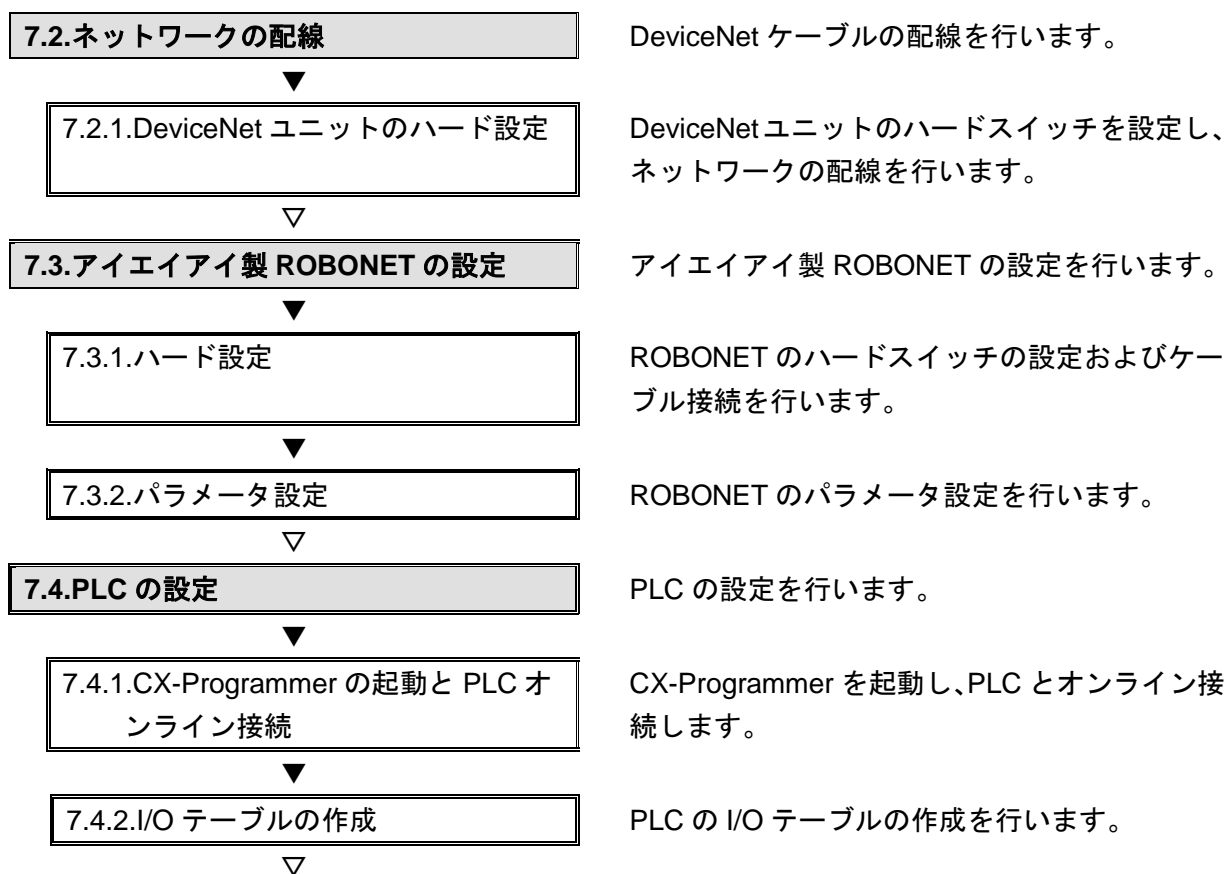 7.2.ネットワークの配線
DeviceNet ケーブルの配線を行います。
▼
7.2.1.DeviceNet ユニットのハード設定
DeviceNet ユニットのハードスイッチを設定し、
ネットワークの配線を行います。
▽
7.3.アイエイアイ製 ROBONET の設定
アイエイアイ製 ROBONET の設定を行います。
▼
7.3.1.ハード設定
ROBONET のハードスイッチの設定およびケー
ブル接続を行います。
▼
7.3.2.パラメータ設定
ROBONET のパラメータ設定を行います。
▽
7.4.PLC の設定
PLC の設定を行います。
▼
7.4.1.CX-Programmer の起動と PLC オ
ンライン接続
CX-Programmer を起動し、PLC とオンライン接
続します。
▼
7.4.2.I/O テーブルの作成
PLC の I/O テーブルの作成を行います。
▽